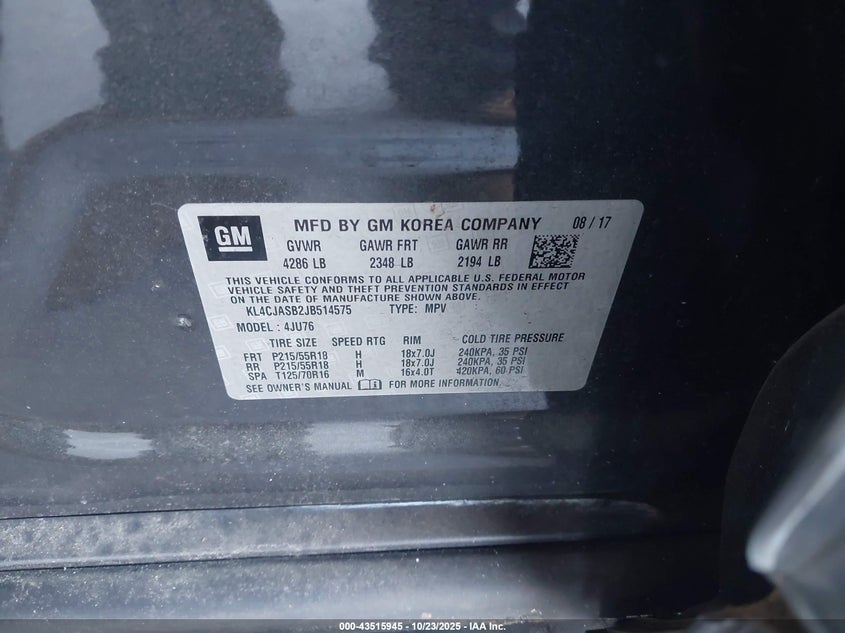 GM
MFD BY GM KOREA COMPANY 08 / 17
GVWR GAWR FRT GAWR RR
4286 LB 2348 LB 2194 LB
THIS VEHICLE CONFORMS TO ALL APPLICABLE U.S. FEDERAL MOTOR
VEHICLE SAFETY AND THEFT PREVENTION STANDARDS IN EFFECT
ON THE DATE OF MANUFACTURE SHOWN ABOVE.
KL4CJASB2JB514575 TYPE: MPV
MODEL: 4JU76
TIRE SIZE SPEED RTG RIM COLD TIRE PRESSURE
FRT P215/55R18 H 18x7.0J 240KPA, 35 PSI
RR P215/55R18 H 18x7.0J 240KPA, 35 PSI
SPA T125/70R16 M 16x4.0T 420KPA, 60 PSI
SEE OWNER'S MANUAL FOR MORE INFORMATION.
000-43515945 - 10/23/2025 - IAA Inc.